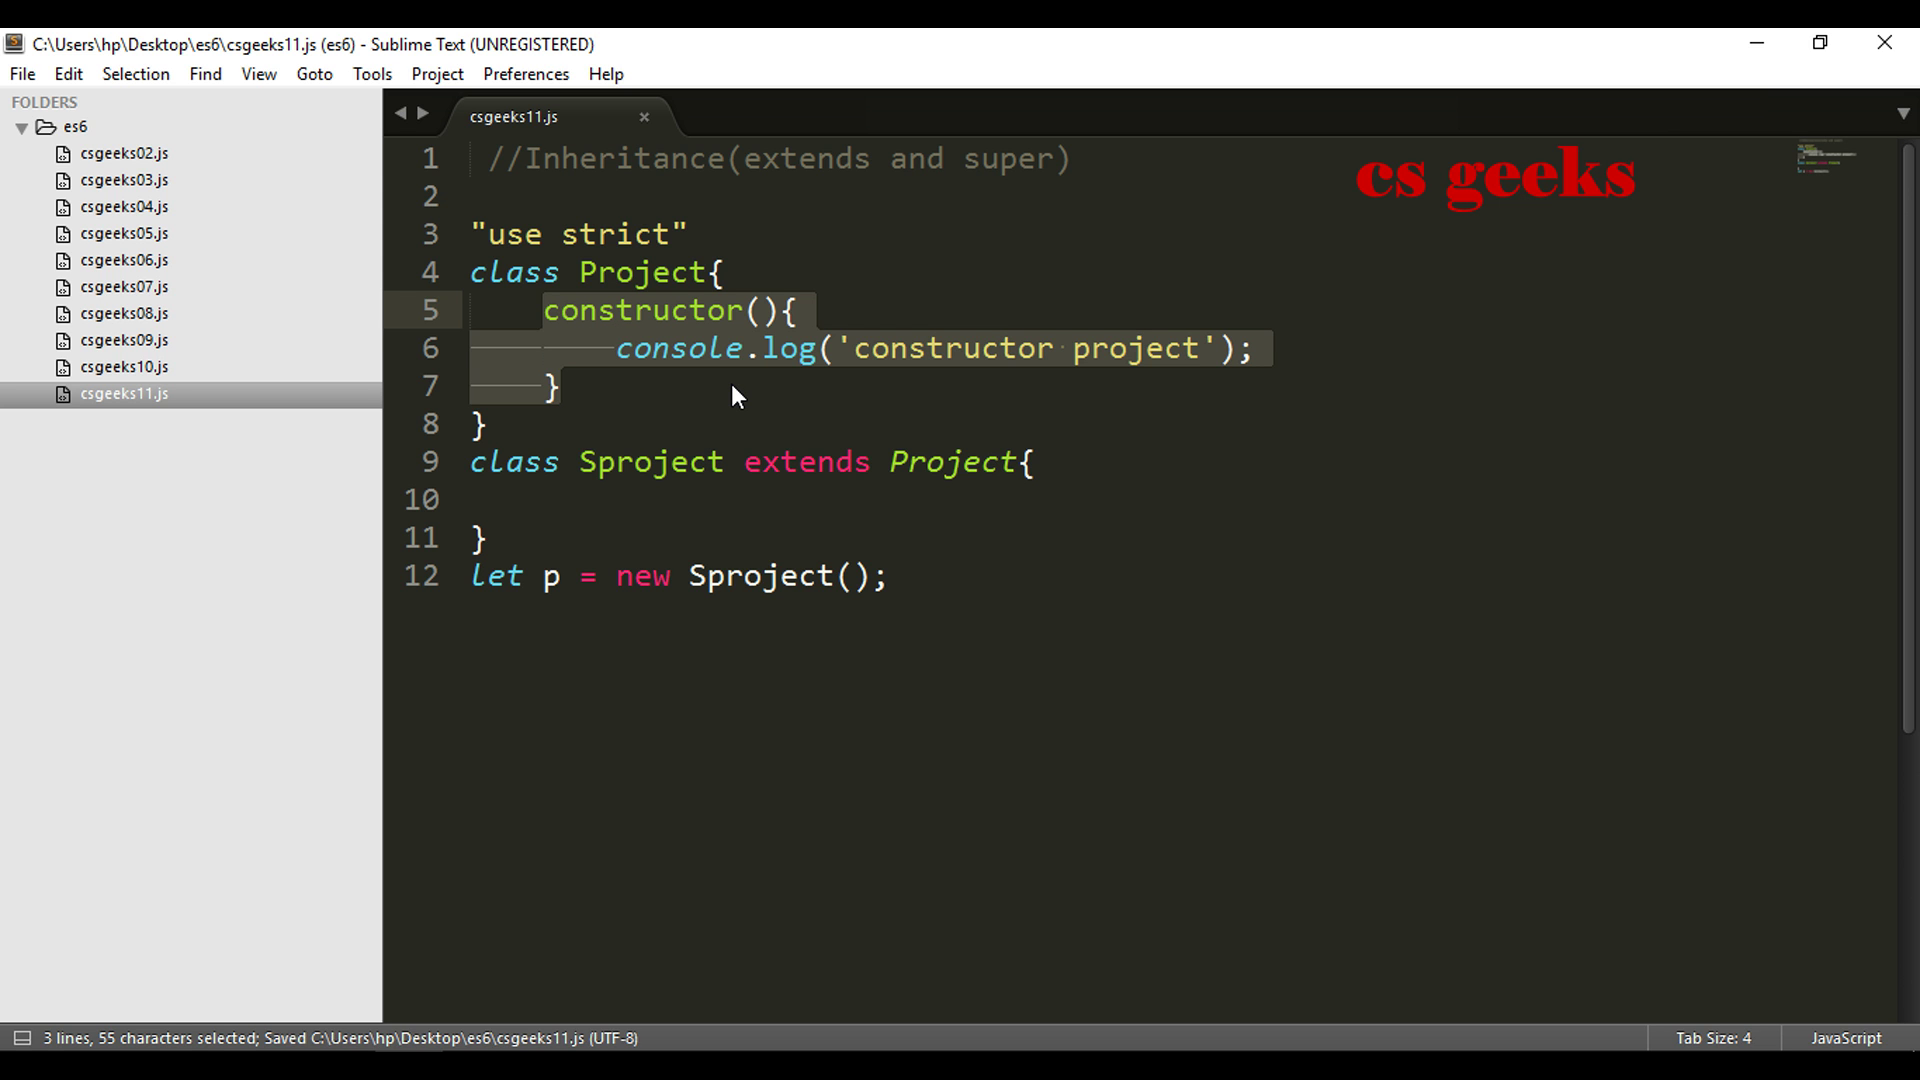 C:\Users\hp\Desktop\es6\csgeeks11.js (es6) - Sublime Text (UNREGISTERED)
File Edit Selection Find View Goto Tools Project Preferences Help
FOLDERS
es6
csgeeks02.js
csgeeks03.js
csgeeks04.js
csgeeks05.js
csgeeks06.js
csgeeks07.js
csgeeks08.js
csgeeks09.js
csgeeks10.js
csgeeks11.js
csgeeks11.js
cs geeks
1 //Inheritance(extends and super)
2
3 "use strict"
4 class Project{
5 constructor(){
6 console.log('constructor project');
7 }
8 }
9 class Sproject extends Project{
10
11 }
12 let p = new Sproject();
3 lines, 55 characters selected; Saved C:\Users\hp\Desktop\es6\csgeeks11.js (UTF-8)
Tab Size: 4
JavaScript